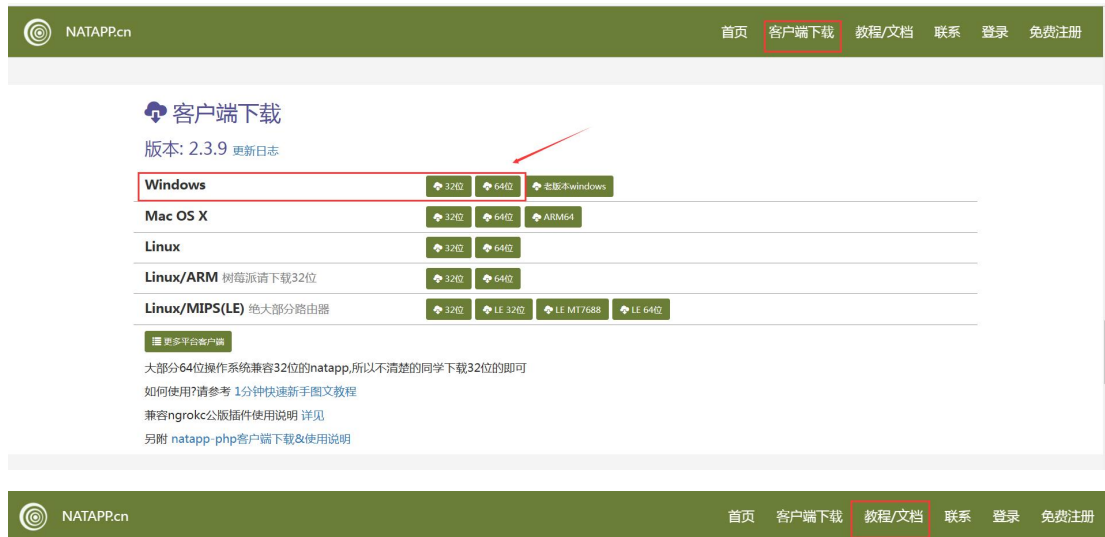 NATAPP.cn 首页 客户端下载 教程/文档 联系 登录 免费注册
客户端下载
版本: 2.3.9 更新日志
Windows 32位 64位 老版本windows
Mac OS X 32位 64位 ARM64
Linux 32位 64位
Linux/ARM 树莓派请下载32位 32位 64位
Linux/MIPS(LE) 绝大部分路由器 32位 LE 32位 LE MT7688 LE 64位
更多平台客户端
大部分64位操作系统兼容32位的natapp,所以不清楚的同学下载32位的即可
如何使用?请参考 1分钟快速新手图文教程
兼容ngrokc公版插件使用说明 详见
另附 natapp-php客户端下载&使用说明
NATAPP.cn 首页 客户端下载 教程/文档 联系 登录 免费注册